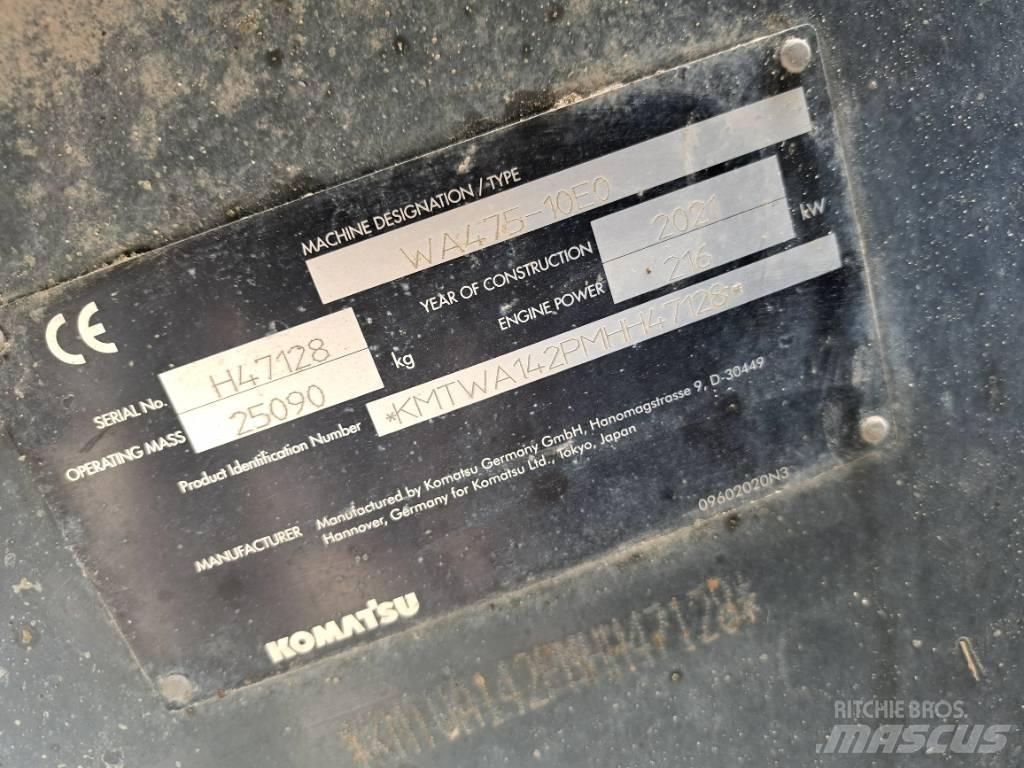 MACHINE DESIGNATION / TYPE
WA475-10E0
CE
YEAR OF CONSTRUCTION 2021
ENGINE POWER 216 kW
SERIAL No. H47128
OPERATING MASS 25090 kg
Product Identification Number *KMTWA142PMHH47128*
MANUFACTURER Manufactured by Komatsu Germany GmbH, Hanomagstrasse 9, D-30449
Hannover, Germany for Komatsu Ltd., Tokyo, Japan
09602020N3
KOMATSU
*KMTWA142PMHH47128*
RITCHIE BROS.
MASCUS